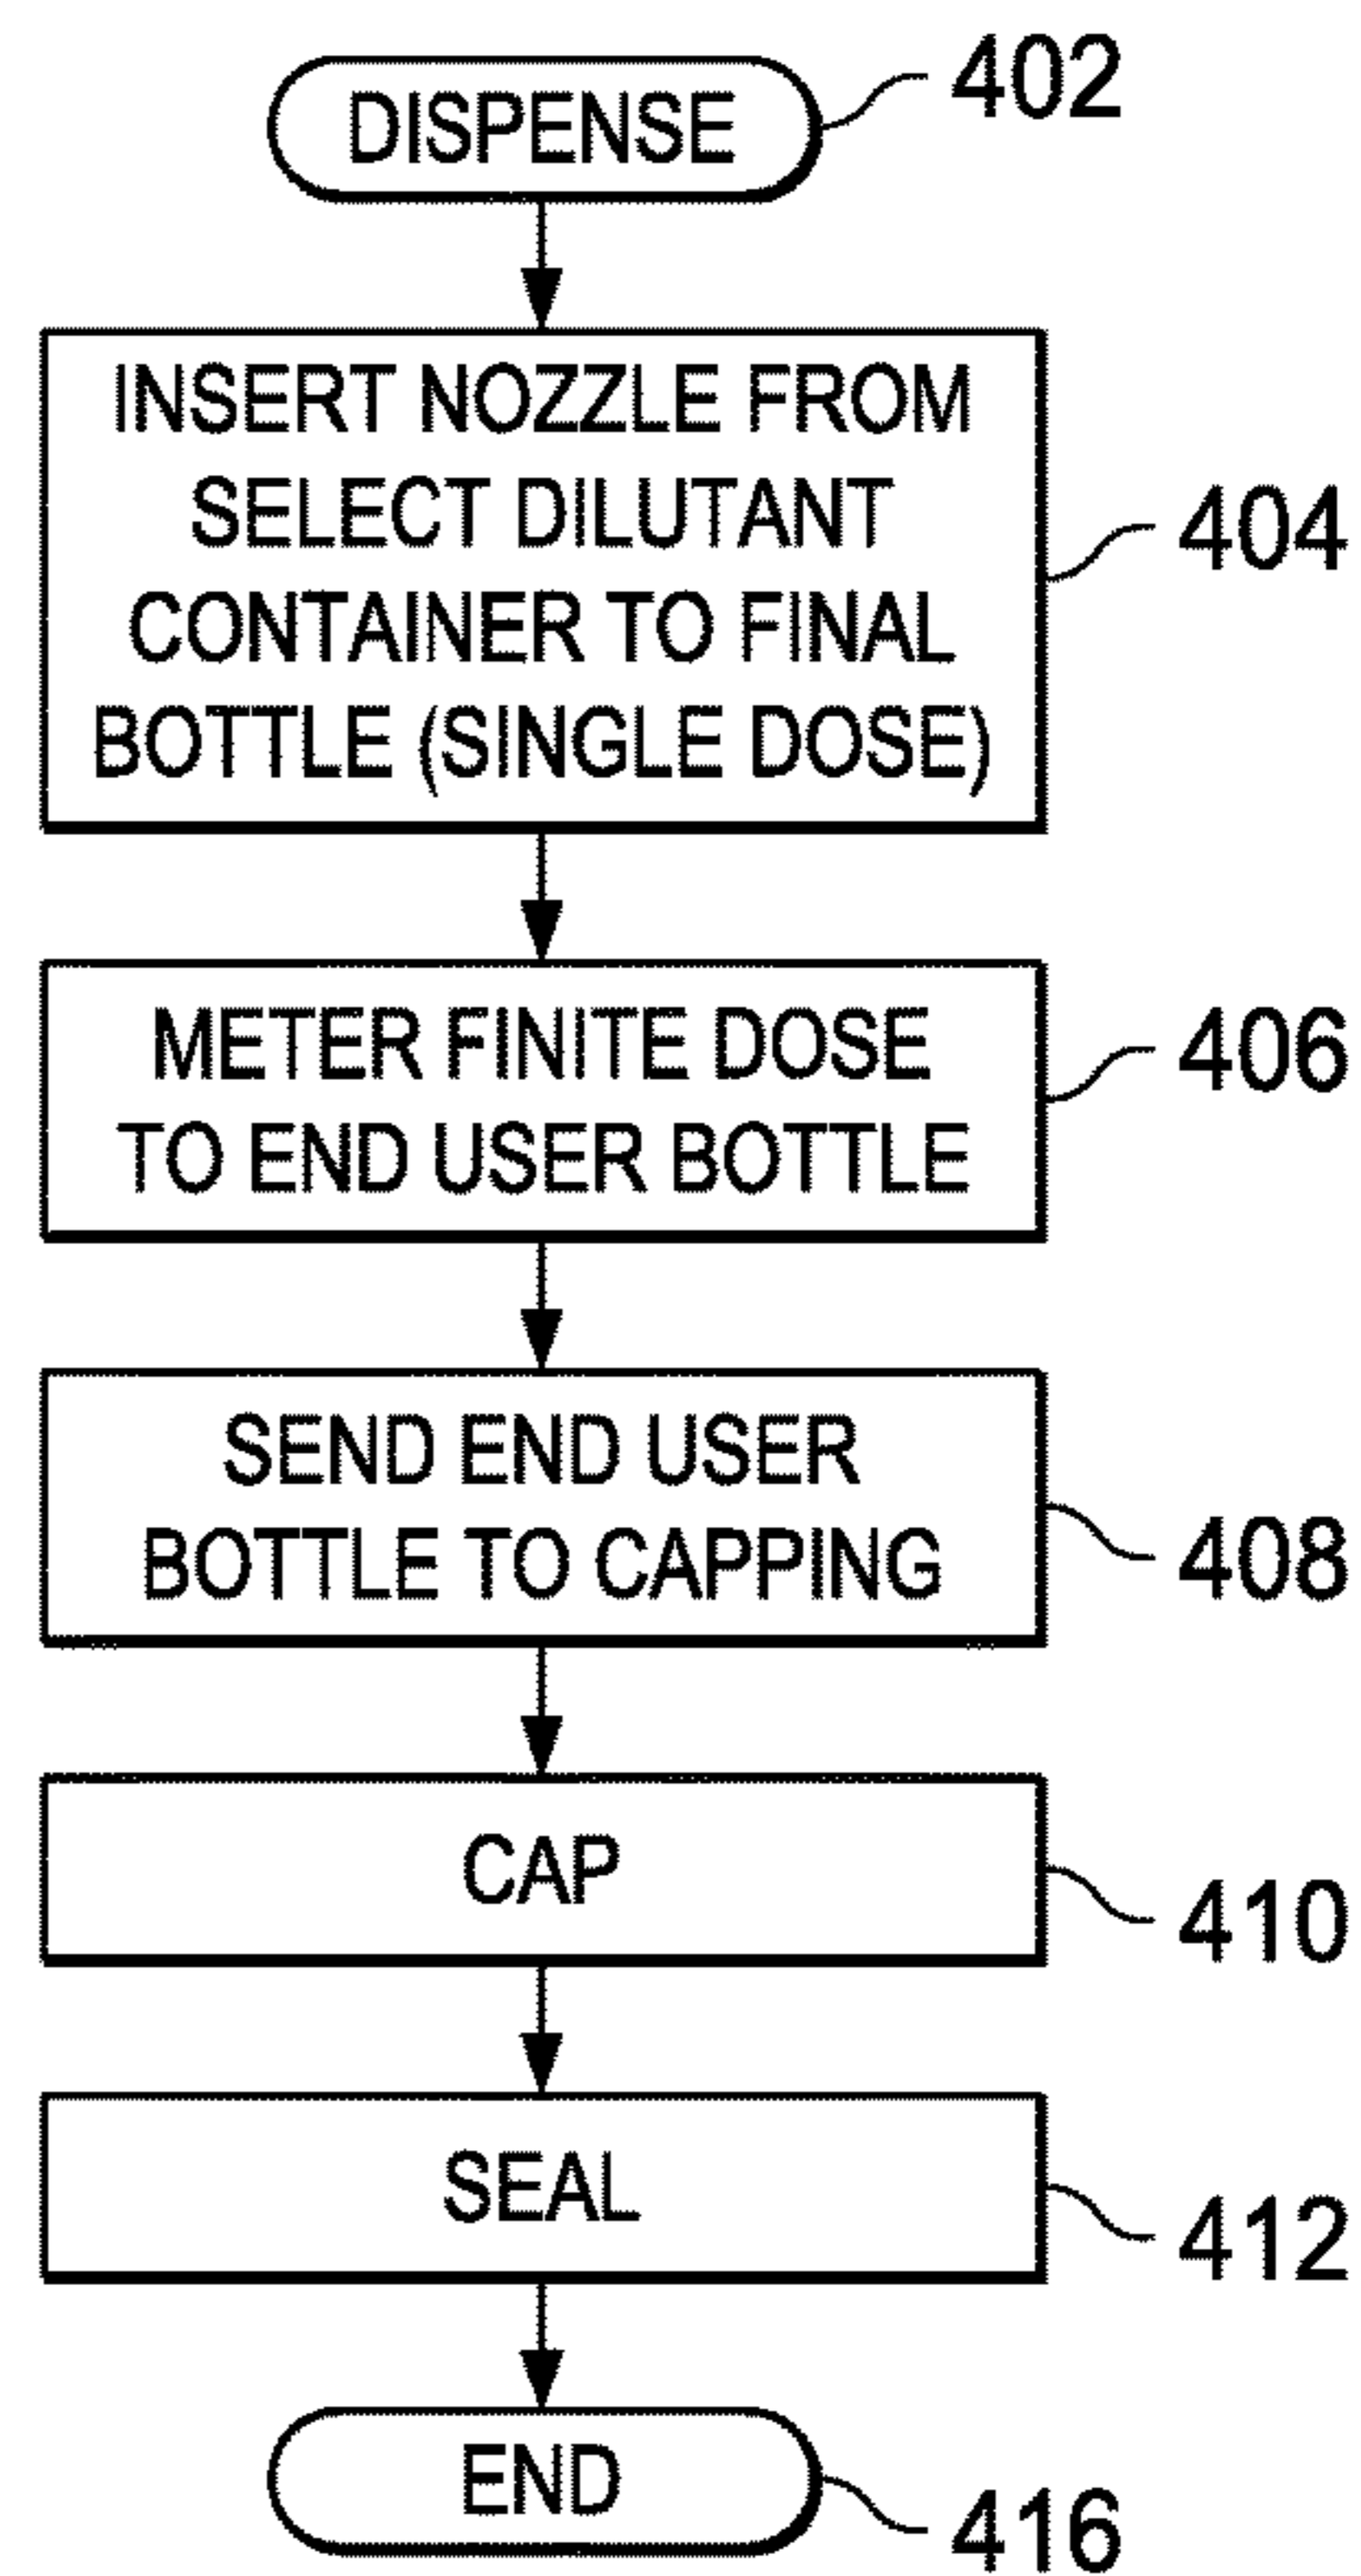 DISPENSE
402
INSERT NOZZLE FROM
SELECT DILUTANT
CONTAINER TO FINAL
BOTTLE (SINGLE DOSE)
404
METER FINITE DOSE
TO END USER BOTTLE
406
SEND END USER
BOTTLE TO CAPPING
408
CAP
410
SEAL
412
END
416